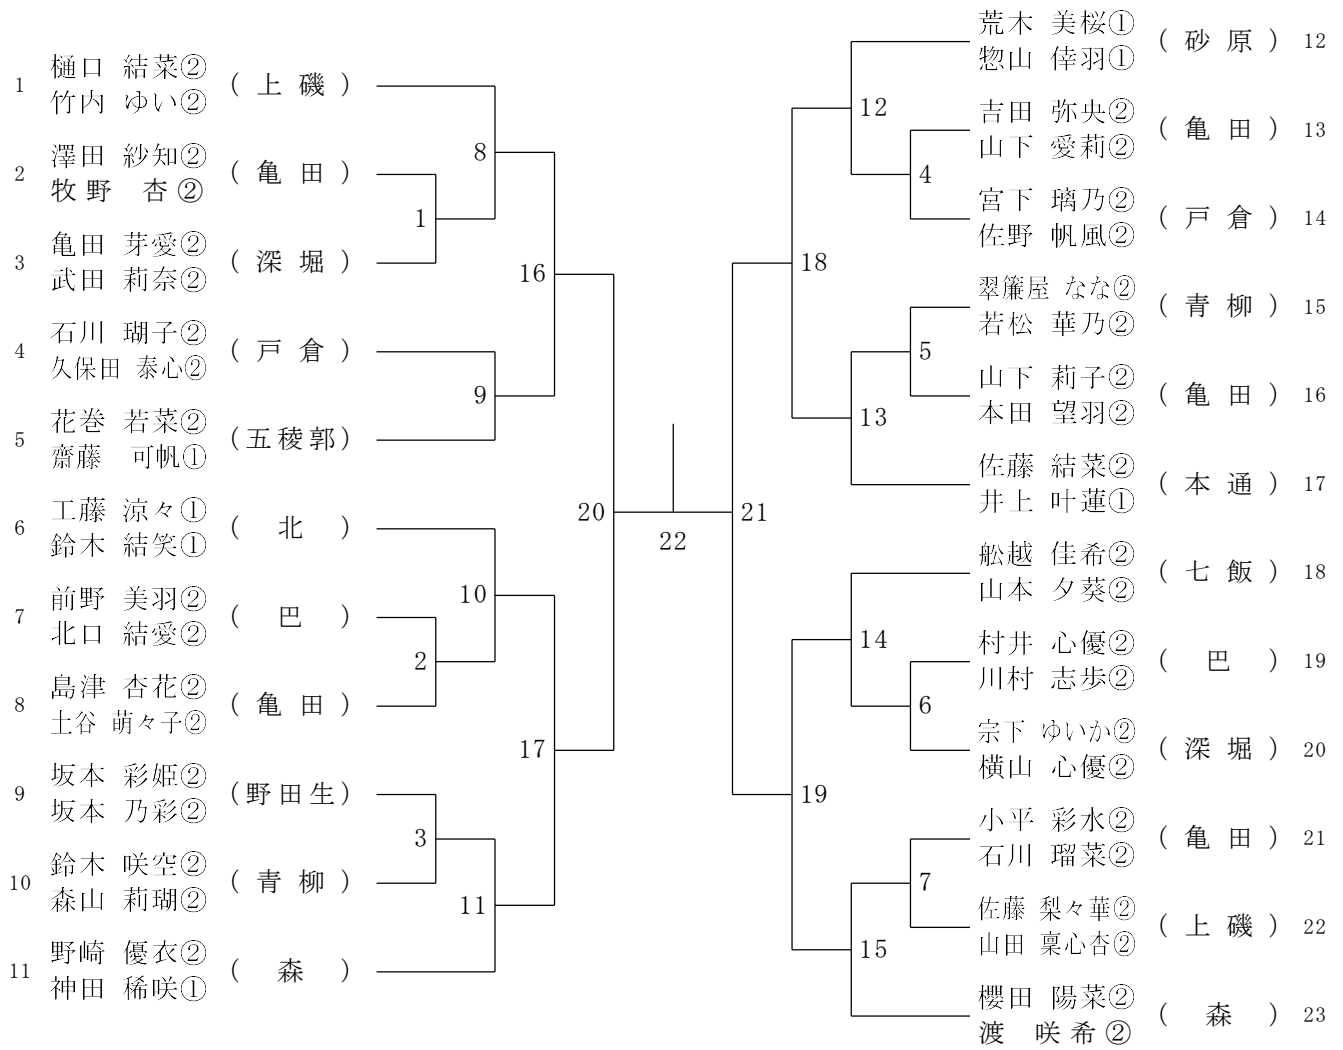 1 樋口 結菜② 竹内 ゆい② (上磯)
2 澤田 紗知② 牧野 杏② (亀田)
3 亀田 芽愛② 武田 莉奈② (深堀)
4 石川 瑚子② 久保田 泰心② (戸倉)
5 花巻 若菜② 齋藤 可帆① (五稜郭)
6 工藤 涼々① 鈴木 結笑① (北)
7 前野 美羽② 北口 結愛② (巴)
8 島津 杏花② 土谷 萌々子② (亀田)
9 坂本 彩姫② 坂本 乃彩② (野田生)
10 鈴木 咲空② 森山 莉瑚② (青柳)
11 野崎 優衣② 神田 稀咲① (森)
8
1
16
9
20
10
2
17
3
11
22
12
4
18
5
13
21
14
6
19
7
15
荒木 美桜① 惣山 倖羽① (砂原) 12
吉田 弥央② 山下 愛莉② (亀田) 13
宮下 璃乃② 佐野 帆風② (戸倉) 14
翠簾屋 なな② 若松 華乃② (青柳) 15
山下 莉子② 本田 望羽② (亀田) 16
佐藤 結菜② 井上 叶蓮① (本通) 17
舩越 佳希② 山本 夕葵② (七飯) 18
村井 心優② 川村 志歩② (巴) 19
宗下 ゆいか② 横山 心優② (深堀) 20
小平 彩水② 石川 瑠菜② (亀田) 21
佐藤 梨々華② 山田 稟心杏② (上磯) 22
櫻田 陽菜② 渡 咲希② (森) 23